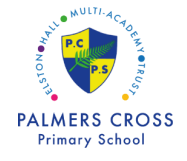 ELSTON HALL MULTI-ACADEMY TRUST
P.C
P.S
PALMERS CROSS
Primary School